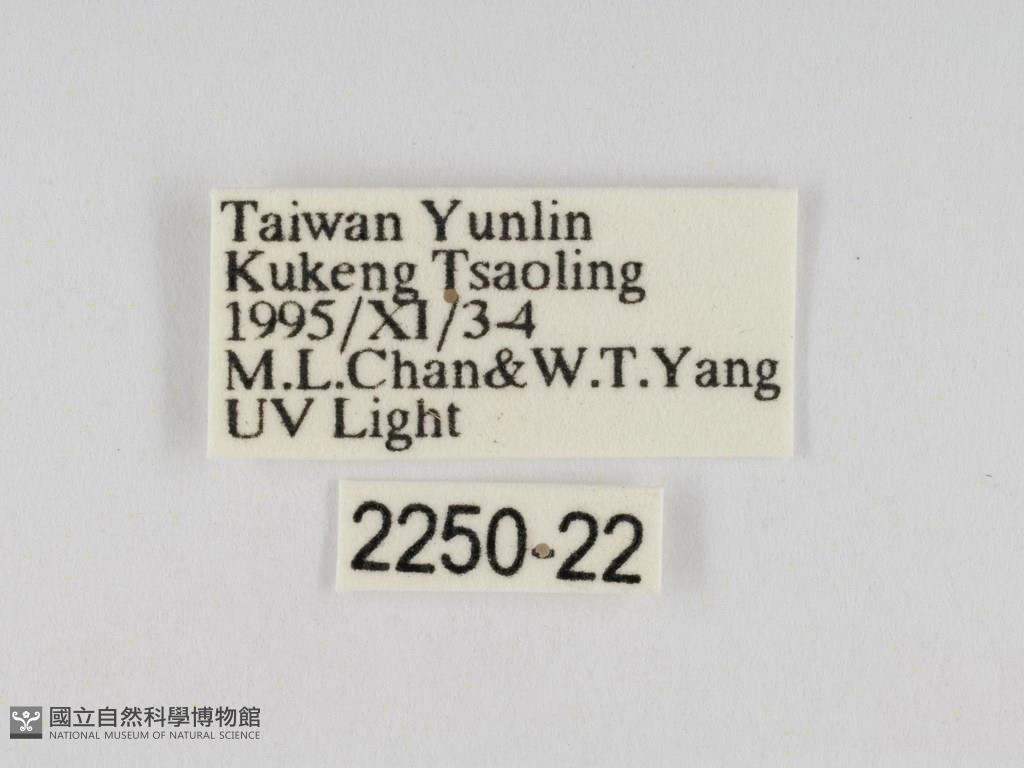 Taiwan Yunlin
Kukeng Tsaoling
1995/XI/3-4
M.L.Chan&W.T.Yang
UV Light
2250-22
國立自然科學博物館
NATIONAL MUSEUM OF NATURAL SCIENCE